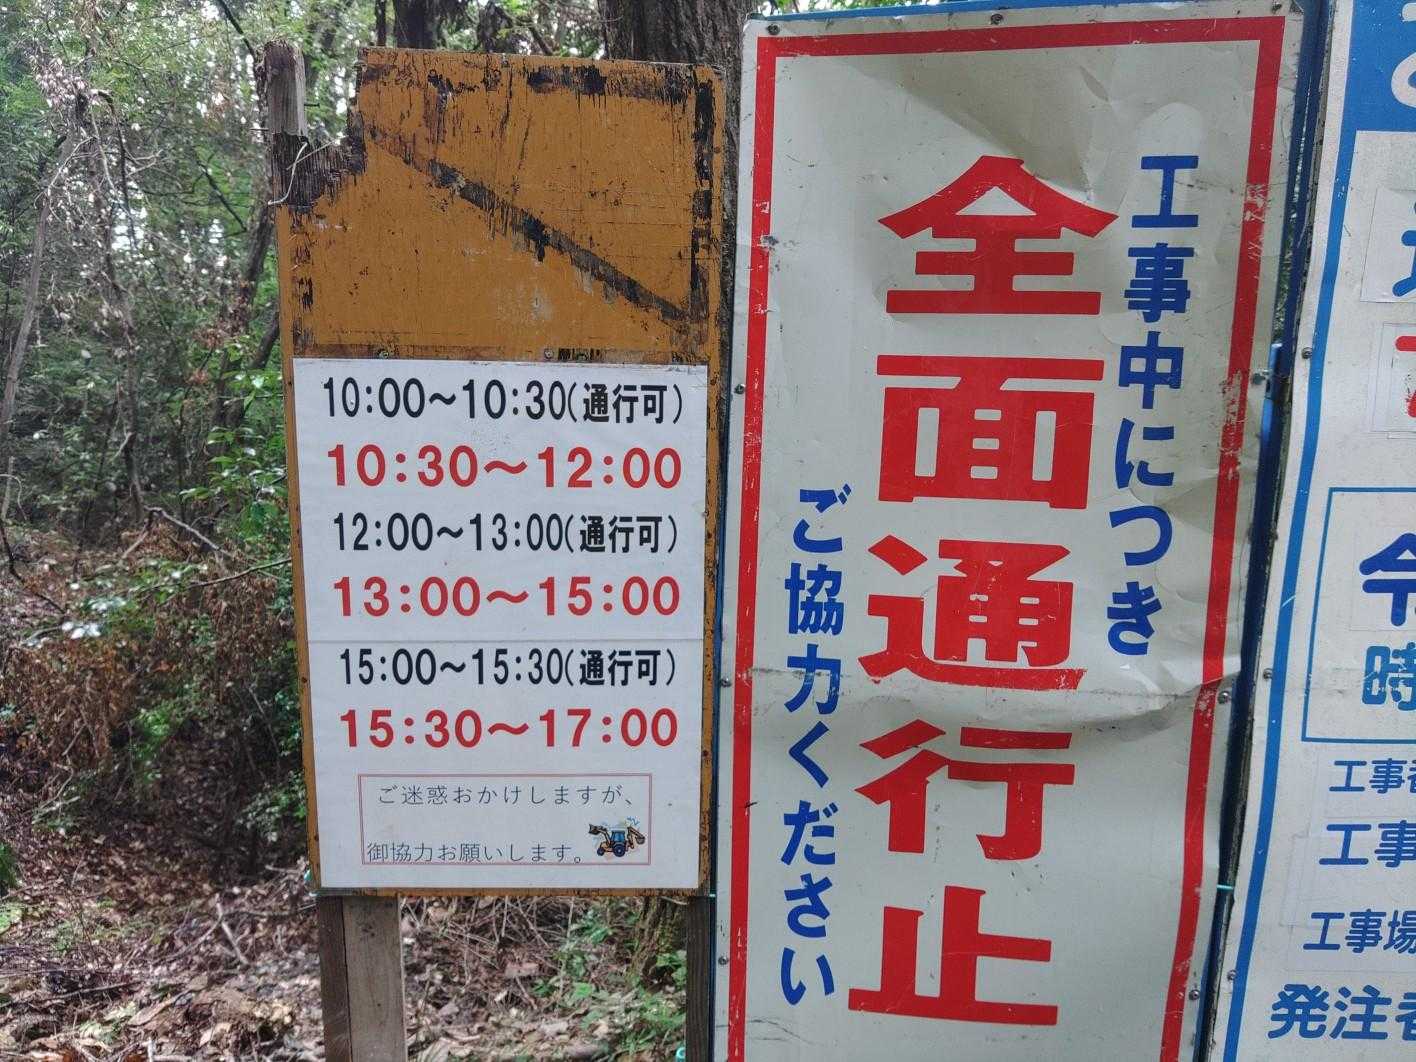 10:00～10:30(通行可)
10:30～12:00
12:00～13:00(通行可)
13:00～15:00
15:00～15:30(通行可)
15:30～17:00
ご迷惑おかけしますが、
御協力お願いします。
工事中につき
全面通行止
ご協力ください
令
時
工事
工事
工事場
発注者